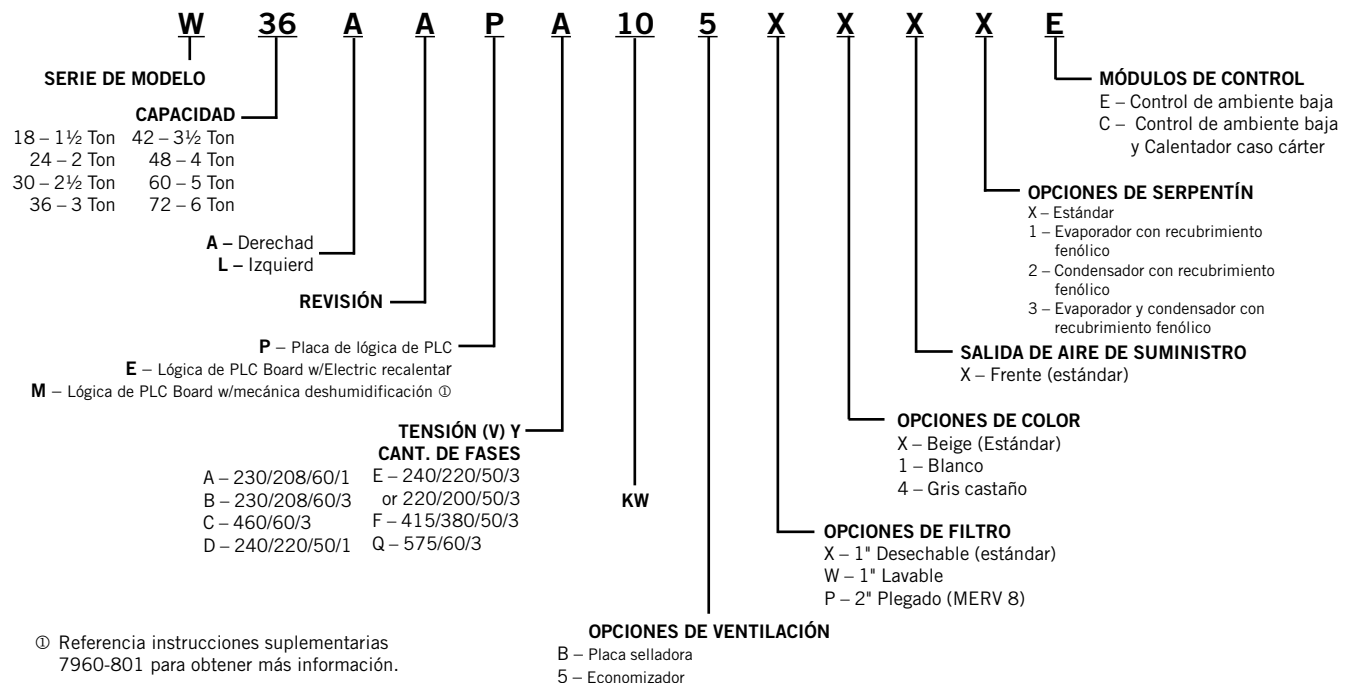 W 36 A A P A 10 5 X X X X E
SERIE DE MODELO
CAPACIDAD
18 – 1½ Ton 42 – 3½ Ton
24 – 2 Ton 48 – 4 Ton
30 – 2½ Ton 60 – 5 Ton
36 – 3 Ton 72 – 6 Ton
A – Derechad
L – Izquierd
REVISIÓN
P – Placa de lógica de PLC
E – Lógica de PLC Board w/Electric recalentar
M – Lógica de PLC Board w/mecánica deshumidificación ①
TENSIÓN (V) Y
CANT. DE FASES
A – 230/208/60/1 E – 240/220/50/3
B – 230/208/60/3 or 220/200/50/3
C – 460/60/3 F – 415/380/50/3
D – 240/220/50/1 Q – 575/60/3
KW
OPCIONES DE VENTILACIÓN
B – Placa selladora
5 – Economizador
OPCIONES DE FILTRO
X – 1" Desechable (estándar)
W – 1" Lavable
P – 2" Plegado (MERV 8)
OPCIONES DE COLOR
X – Beige (Estándar)
1 – Blanco
4 – Gris castaño
SALIDA DE AIRE DE SUMINISTRO
X – Frente (estándar)
OPCIONES DE SERPENTÍN
X – Estándar
1 – Evaporador con recubrimiento
fenólico
2 – Condensador con recubrimiento
fenólico
3 – Evaporador y condensador con
recubrimiento fenólico
MÓDULOS DE CONTROL
E – Control de ambiente baja
C – Control de ambiente baja
y Calentador caso cárter
① Referencia instrucciones suplementarias
7960-801 para obtener más información.